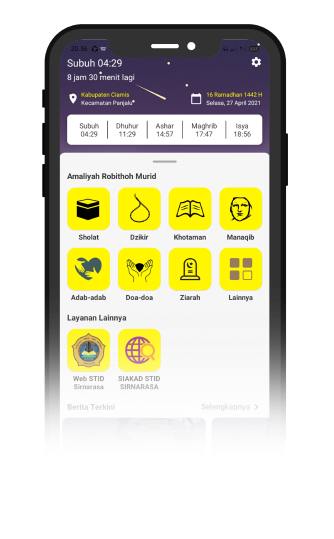 20.56
Subuh 04:29
8 jam 30 menit lagi
Kabupaten Ciamis
Kecamatan Panjalu
16 Ramadhan 1442 H
Selasa, 27 April 2021
Subuh Dhuhur Ashar Maghrib Isya
04:29 11:29 14:57 17:47 18:56
Amaliyah Robithoh Murid
Sholat Dzikir Khotaman Manaqib
Adab-adab Doa-doa Ziarah Lainnya
Layanan Lainnya
Web STID SIAKAD STID
Sirnarasa SIRNARASA
Berita Terkini Selengkapnya